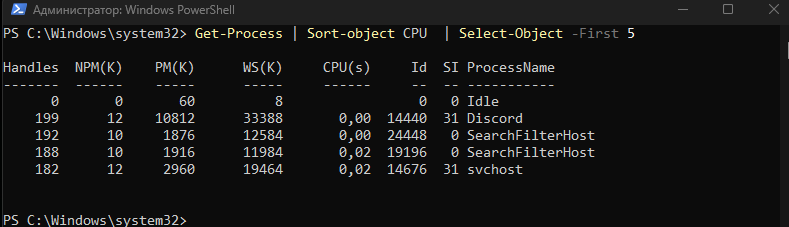 Администратор: Windows PowerShell
PS C:\Windows\system32> Get-Process | Sort-object CPU  | Select-Object -First 5
Handles  NPM(K)    PM(K)      WS(K)     CPU(s)     Id  SI ProcessName
-------  ------    -----      -----     ------     --  -- -----------
      0       0       60          8                 0   0 Idle
    199      12    10812      33388       0,00  14440  31 Discord
    192      10     1876      12584       0,00  24448   0 SearchFilterHost
    188      10     1916      11984       0,02  19196   0 SearchFilterHost
    182      12     2960      19464       0,02  14676  31 svchost
PS C:\Windows\system32>